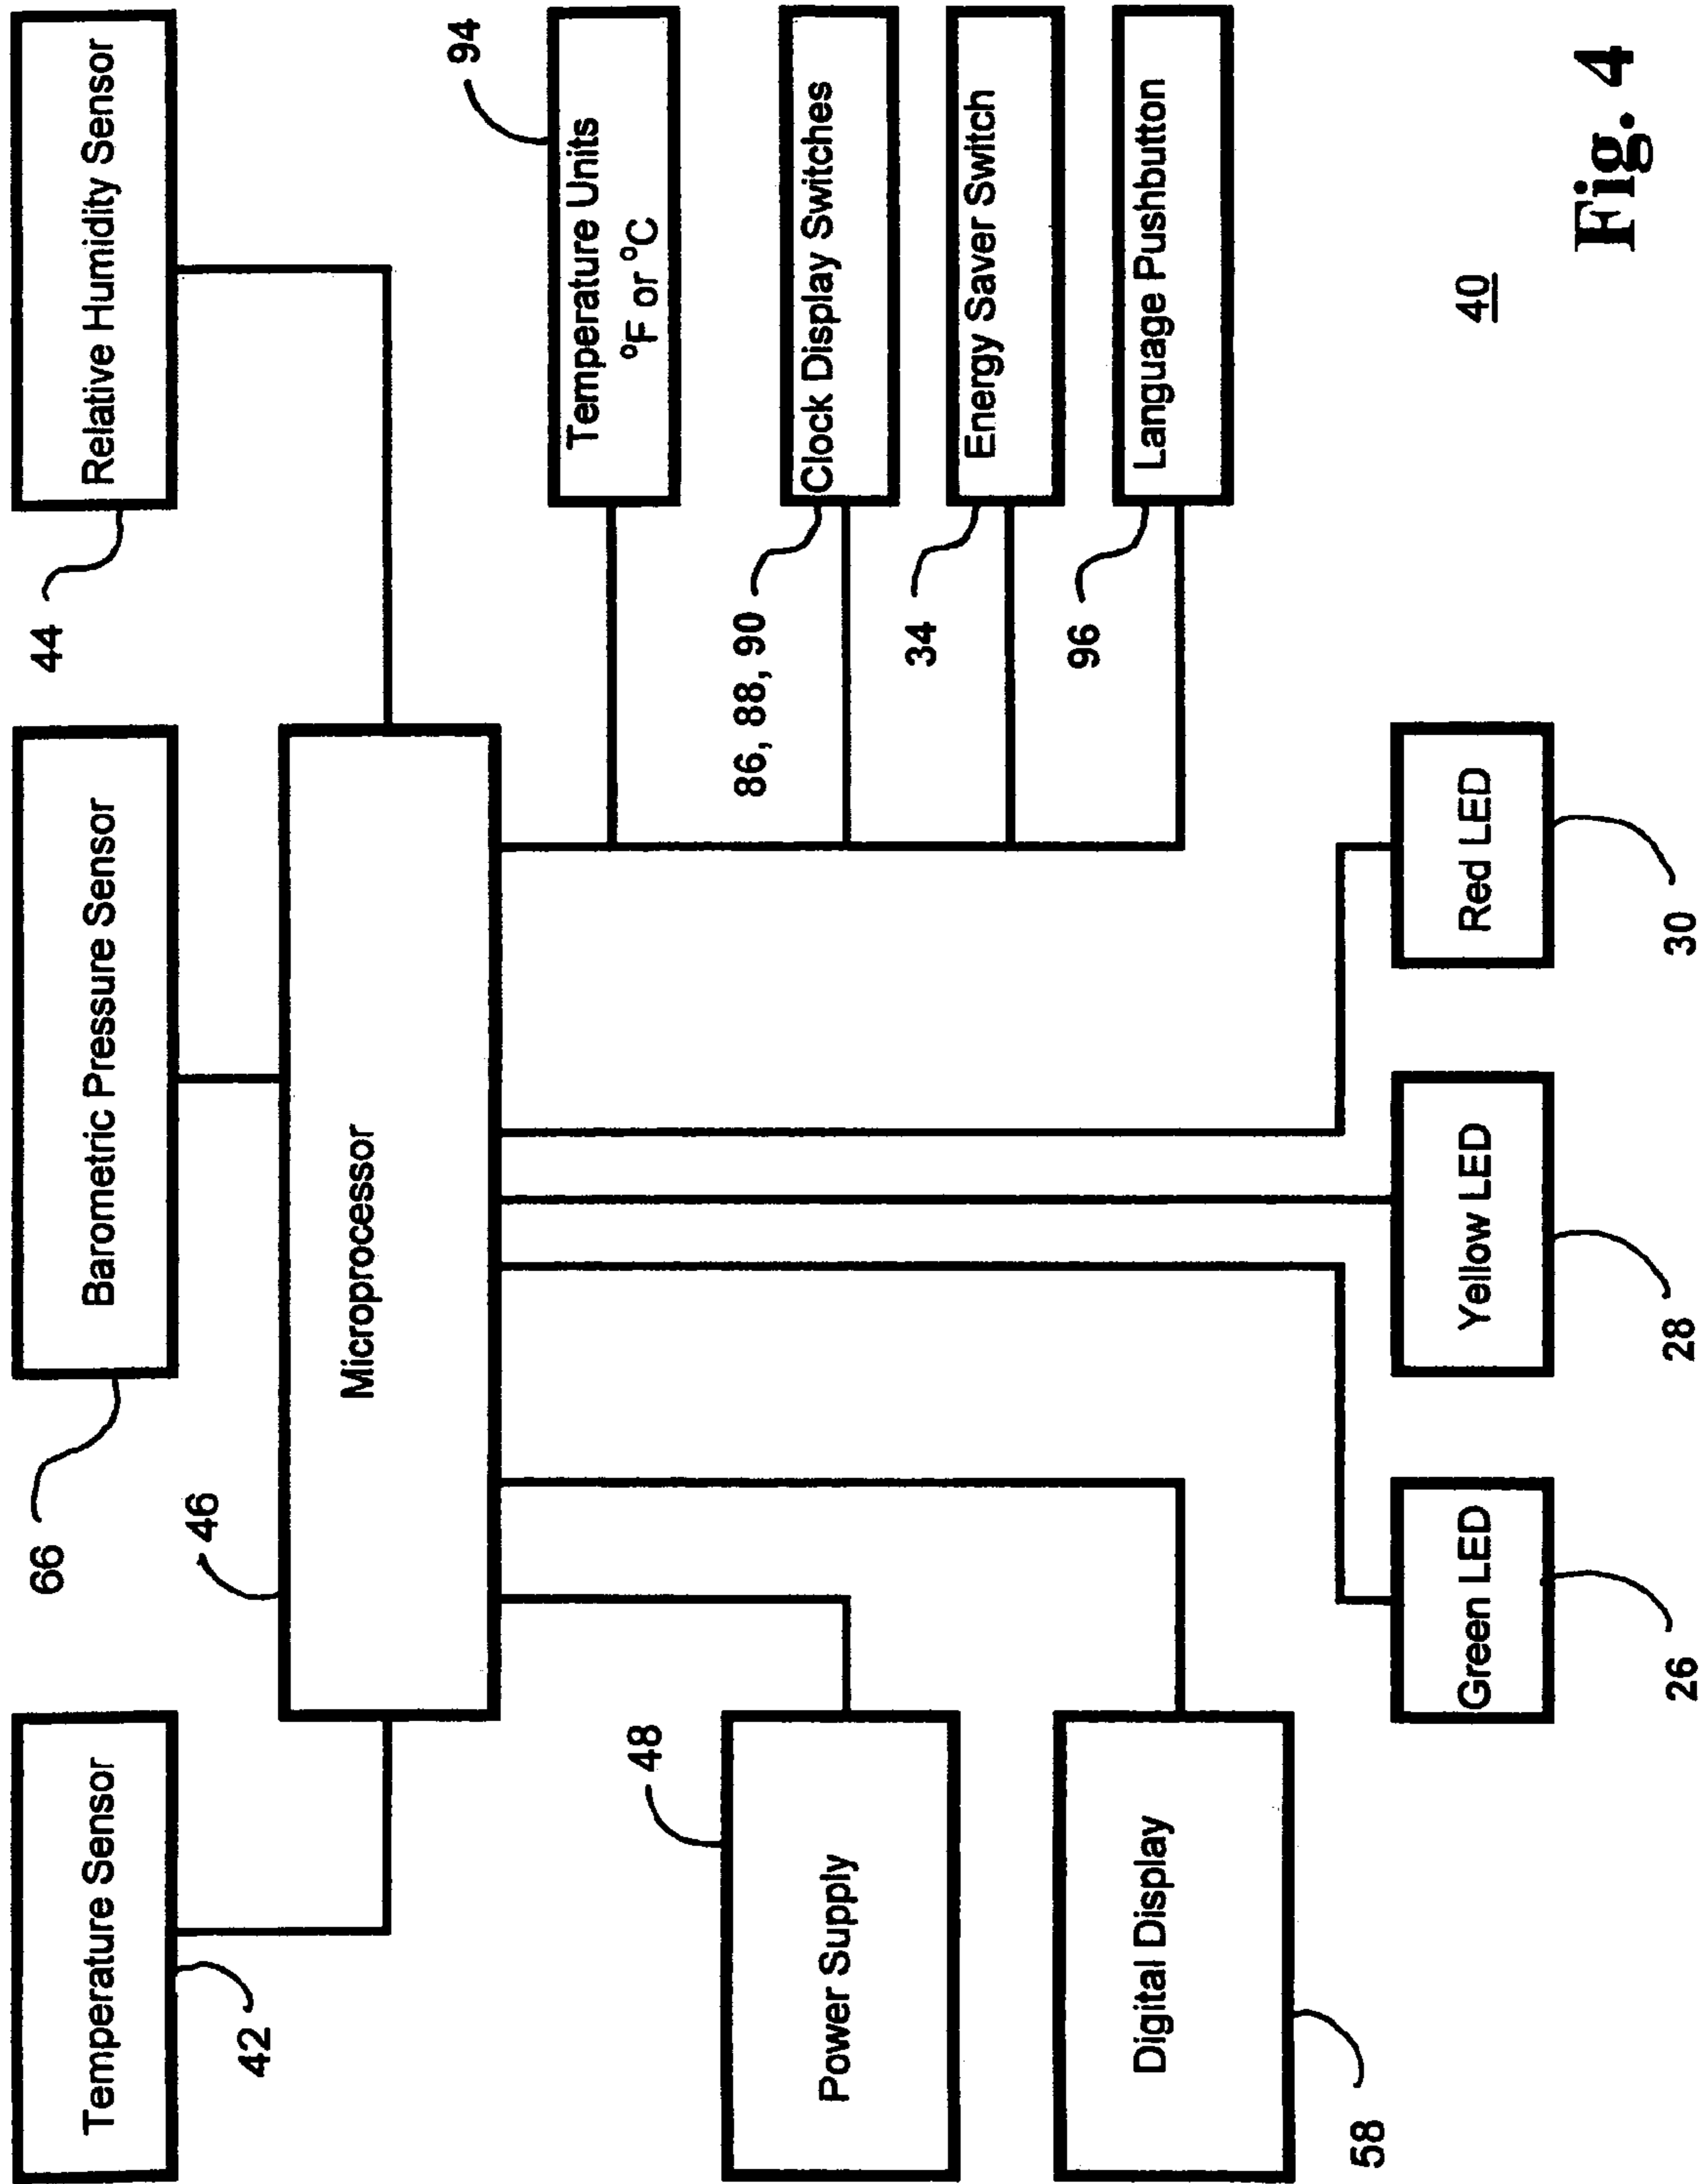 Temperature Sensor
42
66
Barometric Pressure Sensor
44
Relative Humidity Sensor
46
Microprocessor
94
Temperature Units
°F or °C
48
Power Supply
86, 88, 90
Clock Display Switches
34
Energy Saver Switch
Digital Display
58
96
Language Pushbutton
Green LED
26
Yellow LED
28
Red LED
30
40
Fig. 4